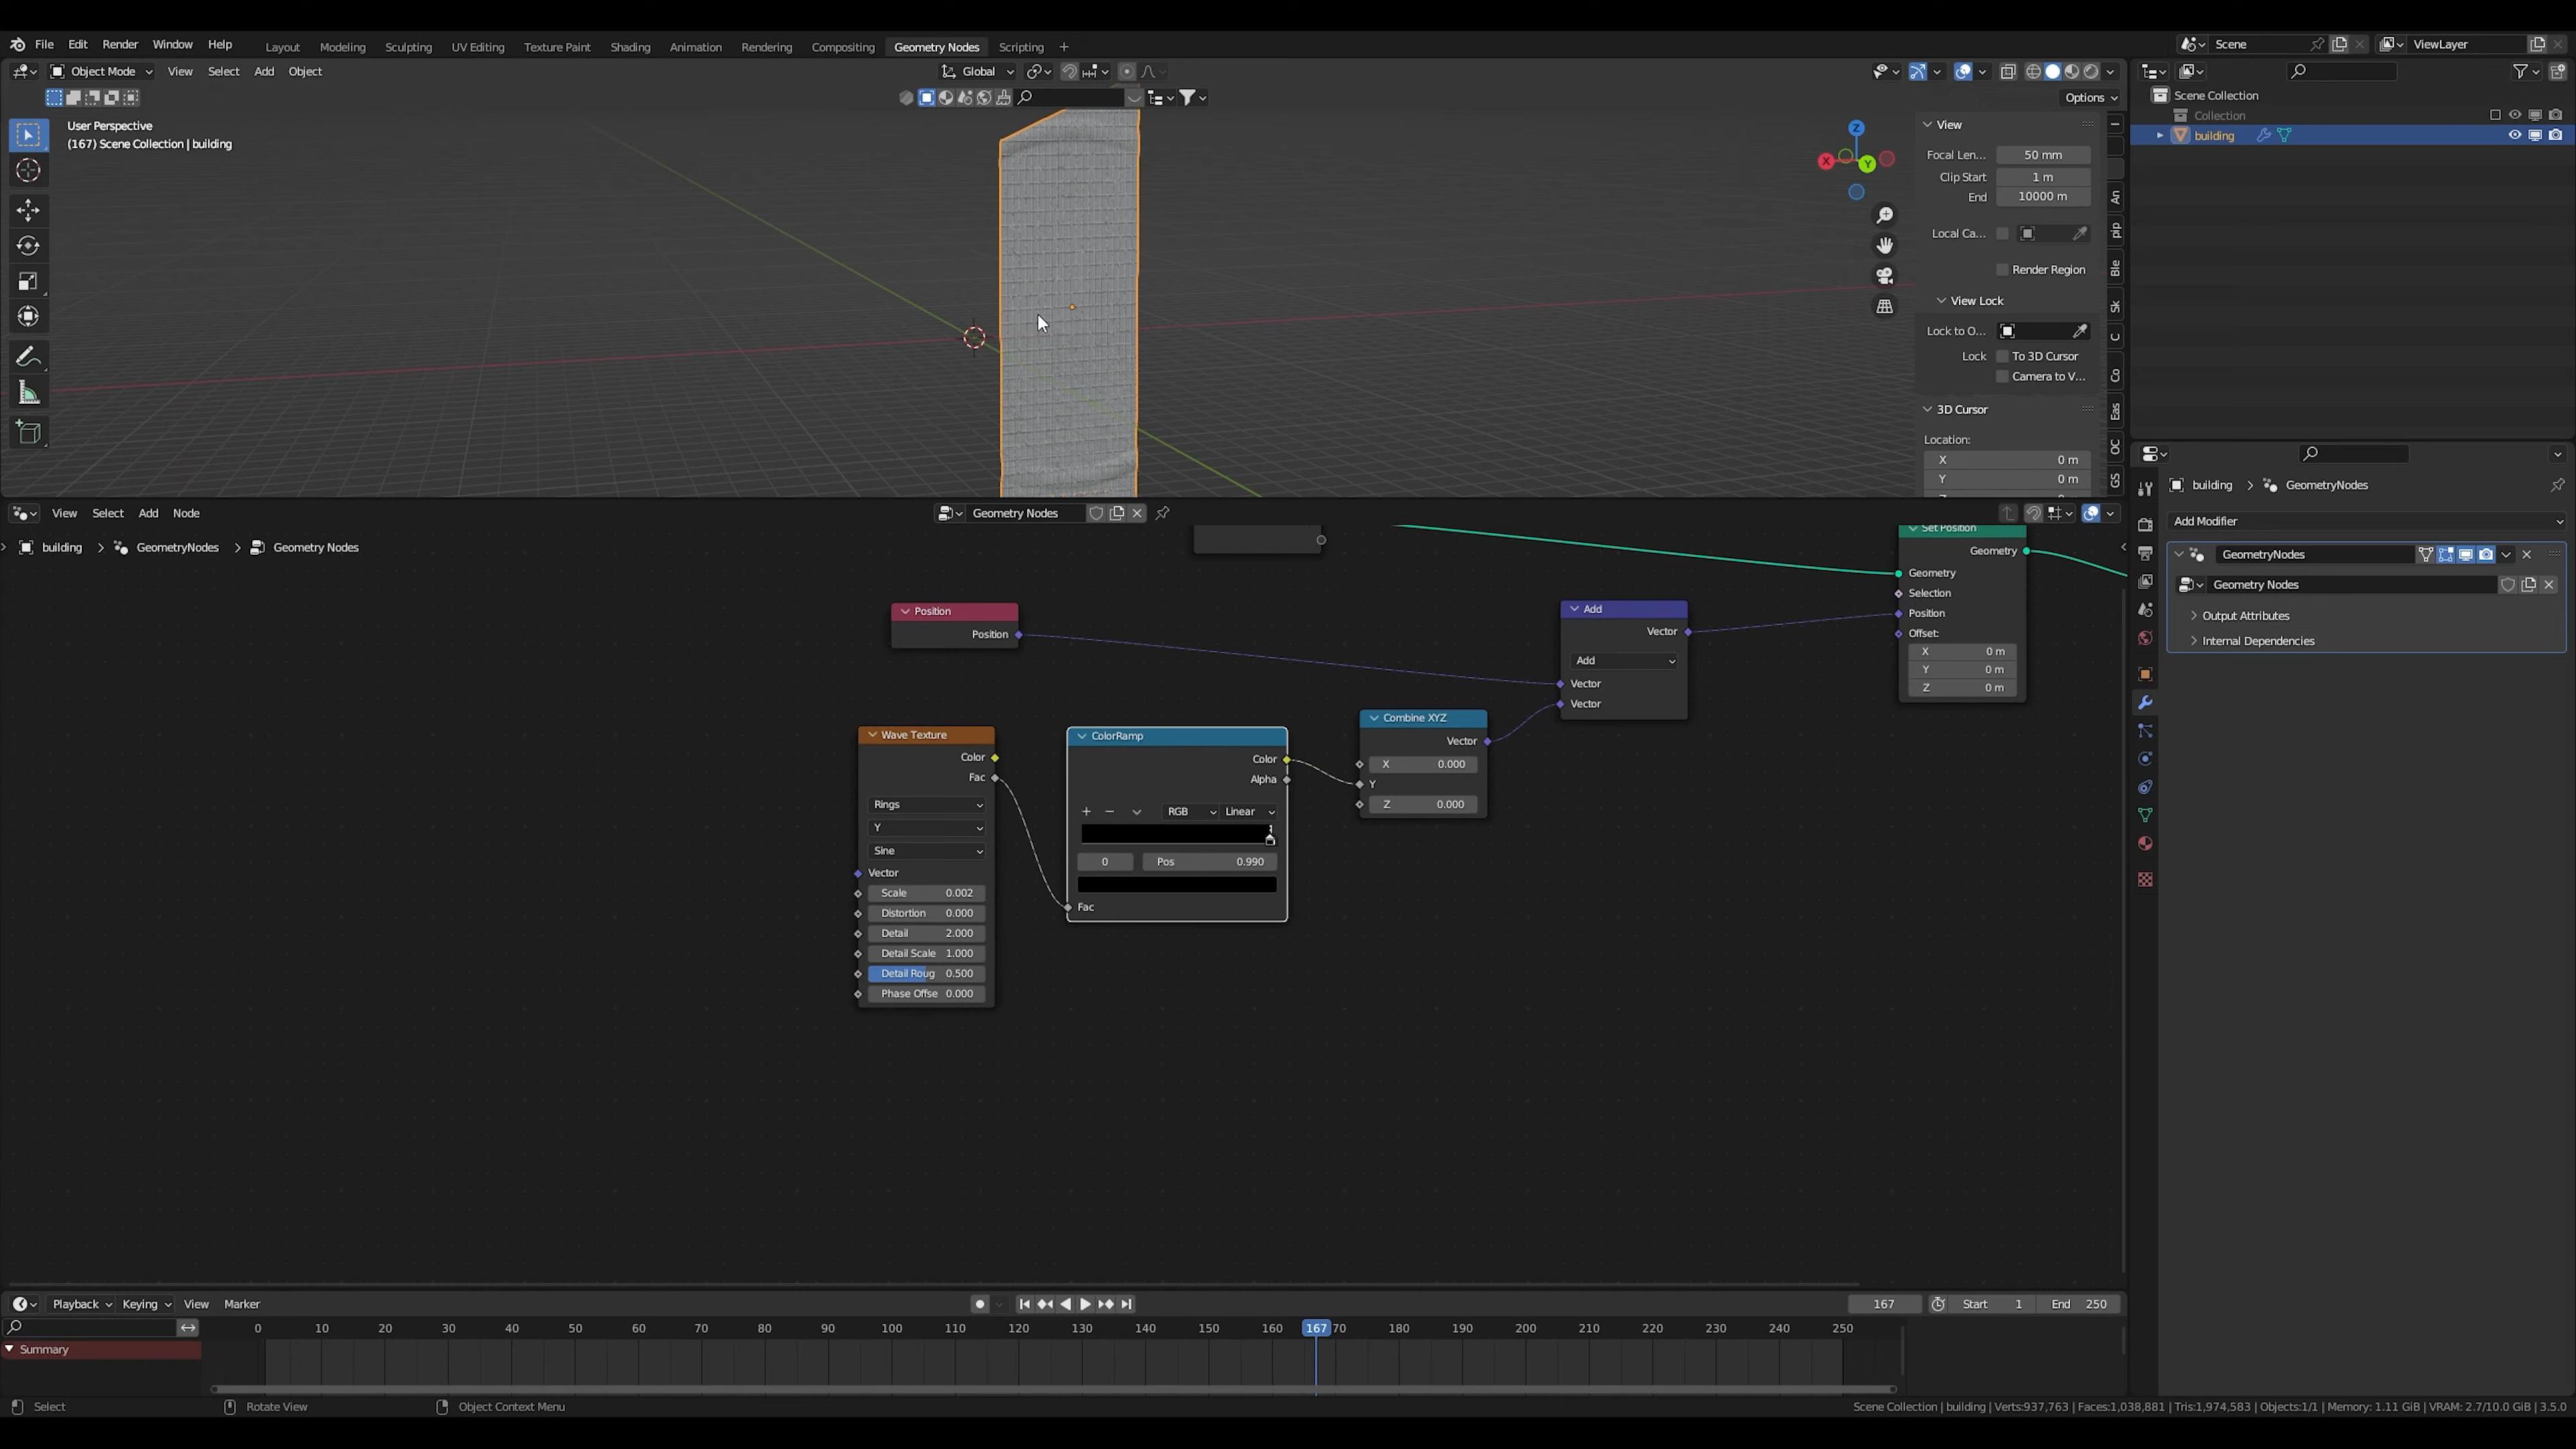 File Edit Render Window Help Layout Modeling Sculpting UV Editing Texture Paint Shading Animation Rendering Compositing Geometry Nodes Scripting + Scene ViewLayer
Object Mode View Select Add Object Global
Options
User Perspective
(167) Scene Collection | building
Z
X
Y
View
Focal Len... 50 mm
Clip Start 1 m
End 10000 m
Local Ca...
Render Region
View Lock
Lock to O...
Lock To 3D Cursor
Camera to V...
3D Cursor
Location:
X 0 m
Y 0 m
An
pip
Ble
Sk
C
Co
Eas
OC
GS
Scene Collection
Collection
building
building > GeometryNodes
Add Modifier
GeometryNodes
Geometry Nodes
Output Attributes
Internal Dependencies
View Select Add Node Geometry Nodes
building > GeometryNodes > Geometry Nodes
Position
Position
Wave Texture
Color
Fac
Rings
Y
Sine
Vector
Scale 0.002
Distortion 0.000
Detail 2.000
Detail Scale 1.000
Detail Roug 0.500
Phase Offse 0.000
ColorRamp
Color
Alpha
+ − RGB Linear
0 Pos 0.990
Fac
Combine XYZ
Vector
X 0.000
Y
Z 0.000
Add
Vector
Add
Vector
Vector
Set Position
Geometry
Geometry
Selection
Position
Offset:
X 0 m
Y 0 m
Z 0 m
Playback Keying View Marker 167 Start 1 End 250
0 10 20 30 40 50 60 70 80 90 100 110 120 130 140 150 160 167 70 180 190 200 210 220 230 240 250
Summary
Select Rotate View Object Context Menu Scene Collection | building | Verts:937,763 | Faces:1,038,881 | Tris:1,974,583 | Objects:1/1 | Memory: 1.11 GiB | VRAM: 2.7/10.0 GiB | 3.5.0